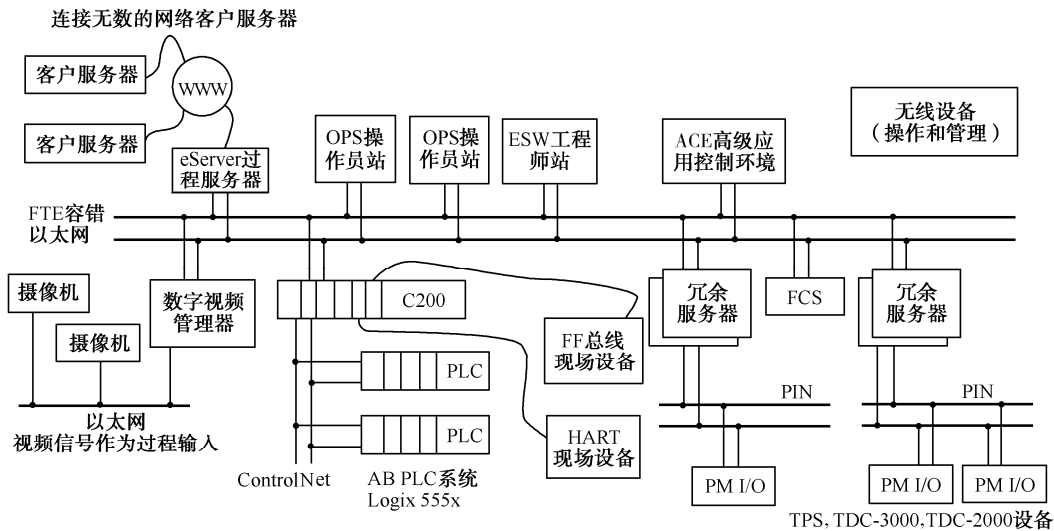 连接无数的网络客户服务器
客户服务器
WWW
客户服务器
eServer过
程服务器
OPS操
作员站
OPS操
作员站
ESW工程
师站
ACE高级应
用控制环境
无线设备
（操作和管理）
FTE容错
以太网
摄像机
摄像机
数字视频
管理器
C200
PLC
PLC
FF总线
现场设备
HART
现场设备
冗余
服务器
FCS
冗余
服务器
PIN
PIN
以太网
视频信号作为过程输入
ControlNet
AB PLC系统
Logix 555x
PM I/O
PM I/O
PM I/O
TPS, TDC-3000,TDC-2000设备